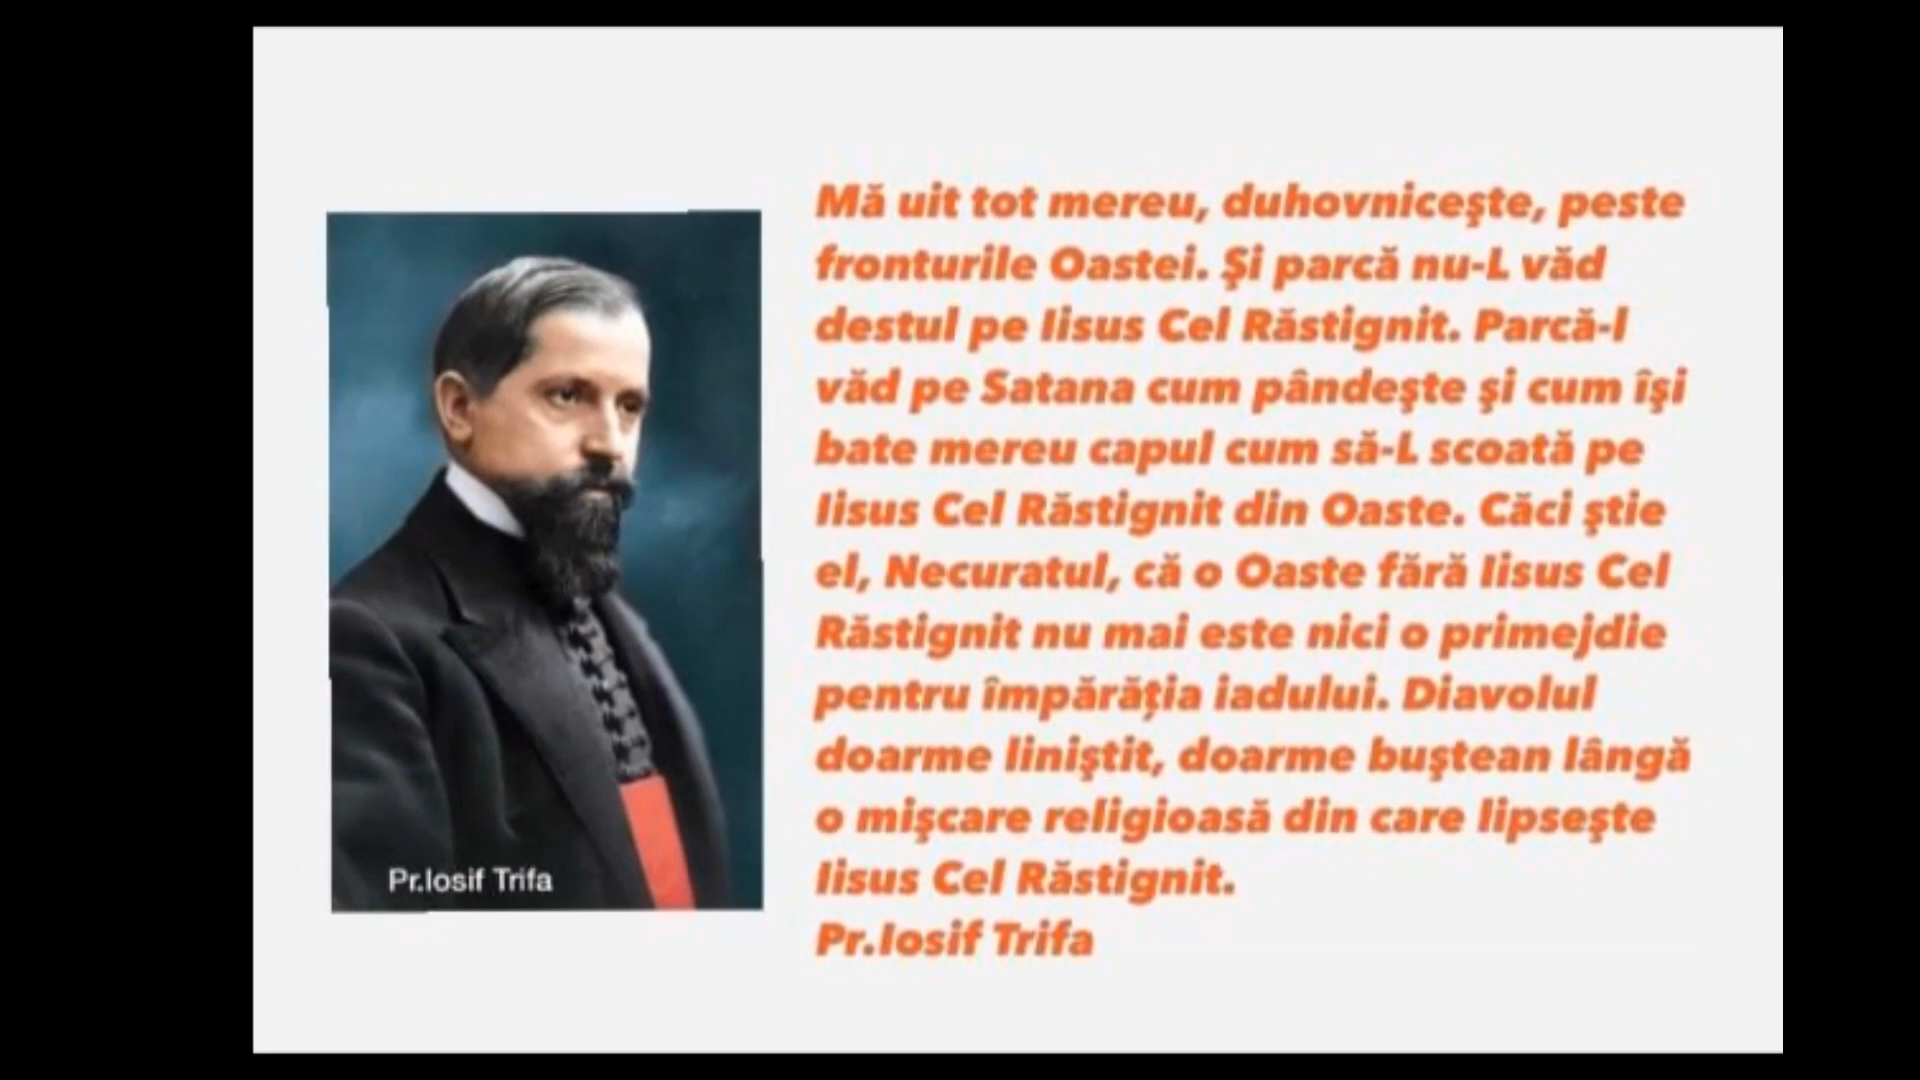 Mă uit tot mereu, duhovniceşte, peste
fronturile Oastei. Şi parcă nu-L văd
destul pe Iisus Cel Răstignit. Parcă-l
văd pe Satana cum pândeşte şi cum îşi
bate mereu capul cum să-L scoată pe
Iisus Cel Răstignit din Oaste. Căci ştie
el, Necuratul, că o Oaste fără Iisus Cel
Răstignit nu mai este nici o primejdie
pentru împărăția iadului. Diavolul
doarme liniştit, doarme buştean lângă
o mişcare religioasă din care lipseşte
Iisus Cel Răstignit.
Pr.Iosif Trifa
Pr.Iosif Trifa